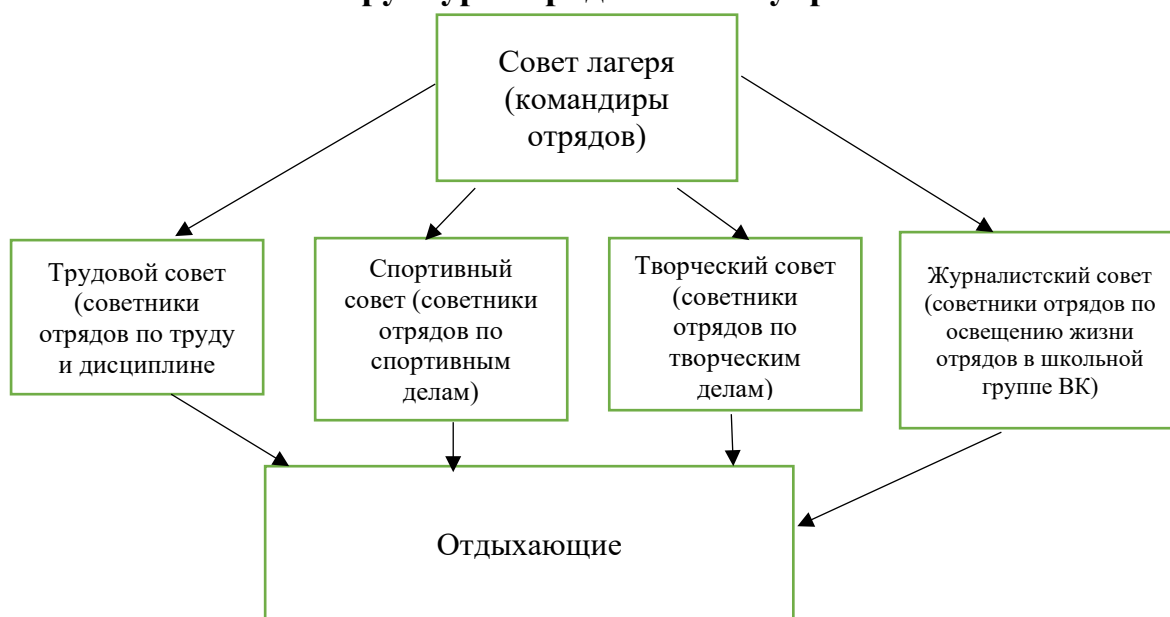 Совет лагеря
(командиры
отрядов)
Трудовой совет
(советники
отрядов по труду
и дисциплине
Спортивный
совет (советники
отрядов по
спортивным
делам)
Творческий совет
(советники
отрядов по
творческим
делам)
Журналистский совет
(советники отрядов по
освещению жизни
отрядов в школьной
группе ВК)
Отдыхающие